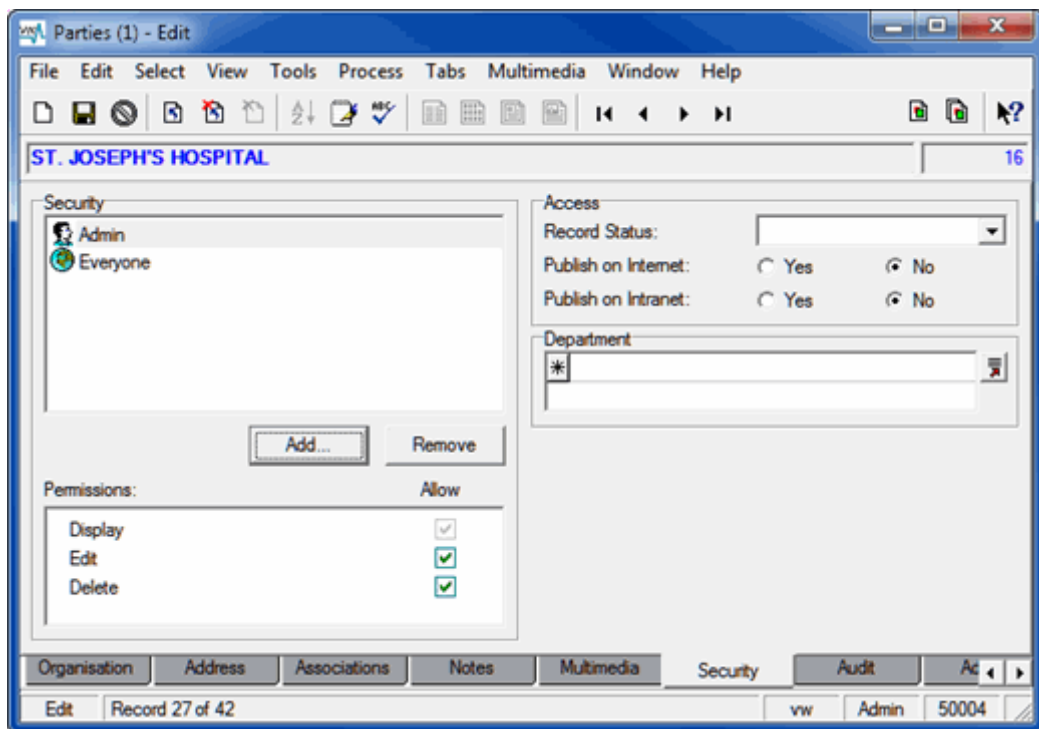 Parties (1) - Edit
File Edit Select View Tools Process Tabs Multimedia Window Help
ST. JOSEPH'S HOSPITAL 16
Security
Admin
Everyone
Add... Remove
Permissions: Allow
Display
Edit
Delete
Access
Record Status:
Publish on Internet: Yes No
Publish on Intranet: Yes No
Department
Organisation Address Associations Notes Multimedia Security Audit Ac
Edit Record 27 of 42 vw Admin 50004